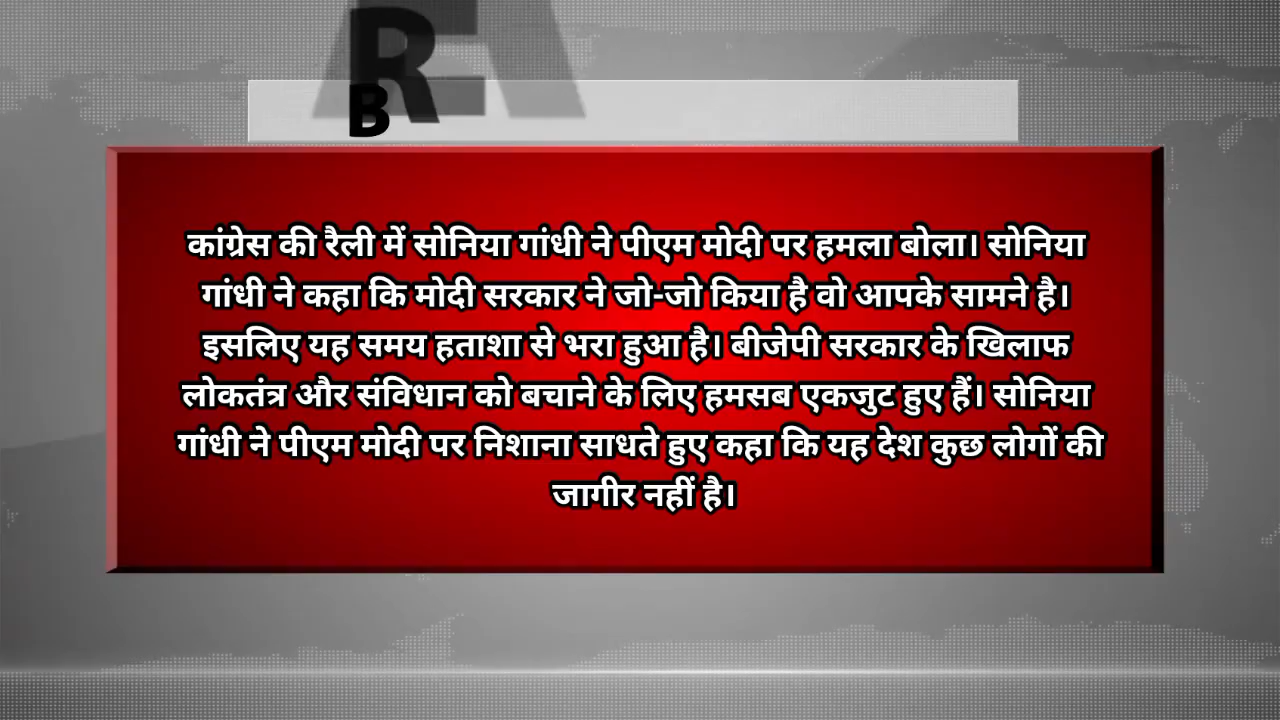 B
R
E
कांग्रेस की रैली में सोनिया गांधी ने पीएम मोदी पर हमला बोला। सोनिया
गांधी ने कहा कि मोदी सरकार ने जो-जो किया है वो आपके सामने है।
इसलिए यह समय हताशा से भरा हुआ है। बीजेपी सरकार के खिलाफ
लोकतंत्र और संविधान को बचाने के लिए हमसब एकजुट हुए हैं। सोनिया
गांधी ने पीएम मोदी पर निशाना साधते हुए कहा कि यह देश कुछ लोगों की
जागीर नहीं है।